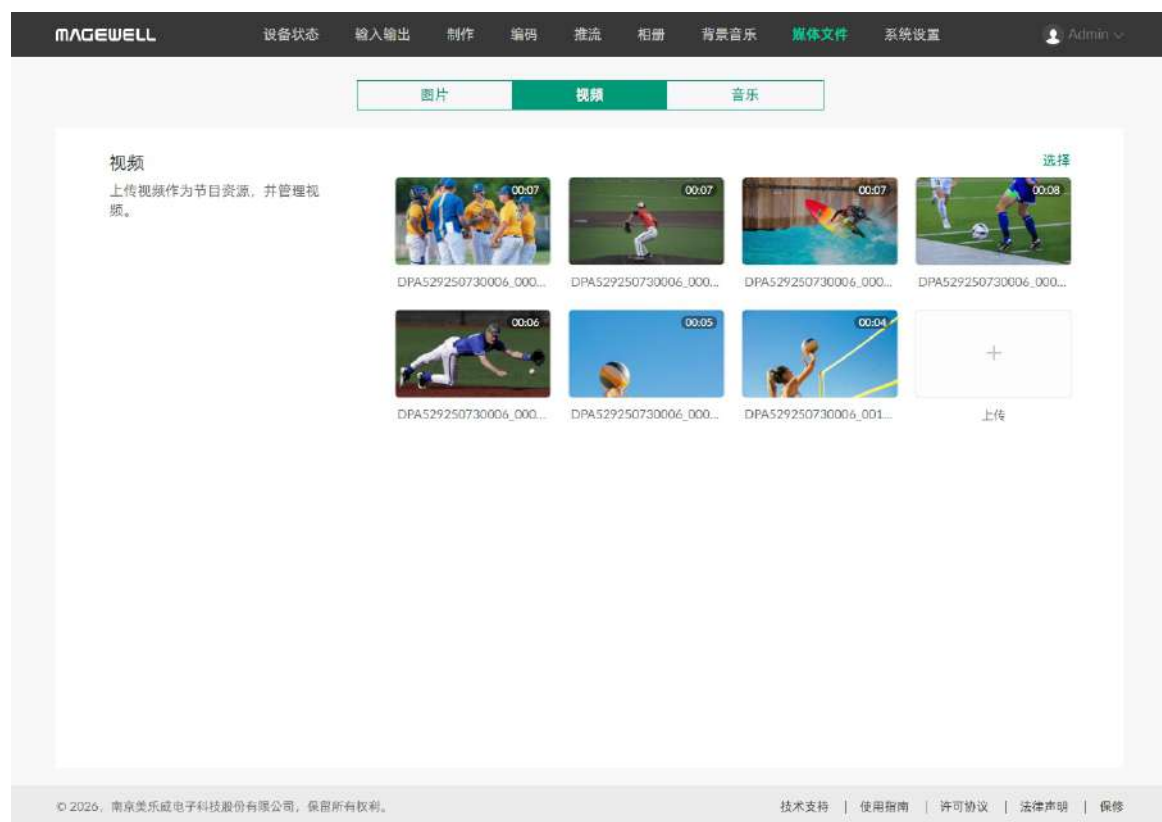 MAGEWELL 设备状态 输入输出 制作 编码 推流 相册 背景音乐 媒体文件 系统设置 Admin
图片 视频 音乐
视频 选择
上传视频作为节目资源，并管理视
频。
00:07 00:07 00:07 00:08
DPA529250730006_000... DPA529250730006_000... DPA529250730006_000... DPA529250730006_000...
00:06 00:05 00:04
+
DPA529250730006_000... DPA529250730006_000... DPA529250730006_001... 上传
© 2026，南京美乐威电子科技股份有限公司，保留所有权利。 技术支持 | 使用指南 | 许可协议 | 法律声明 | 保修